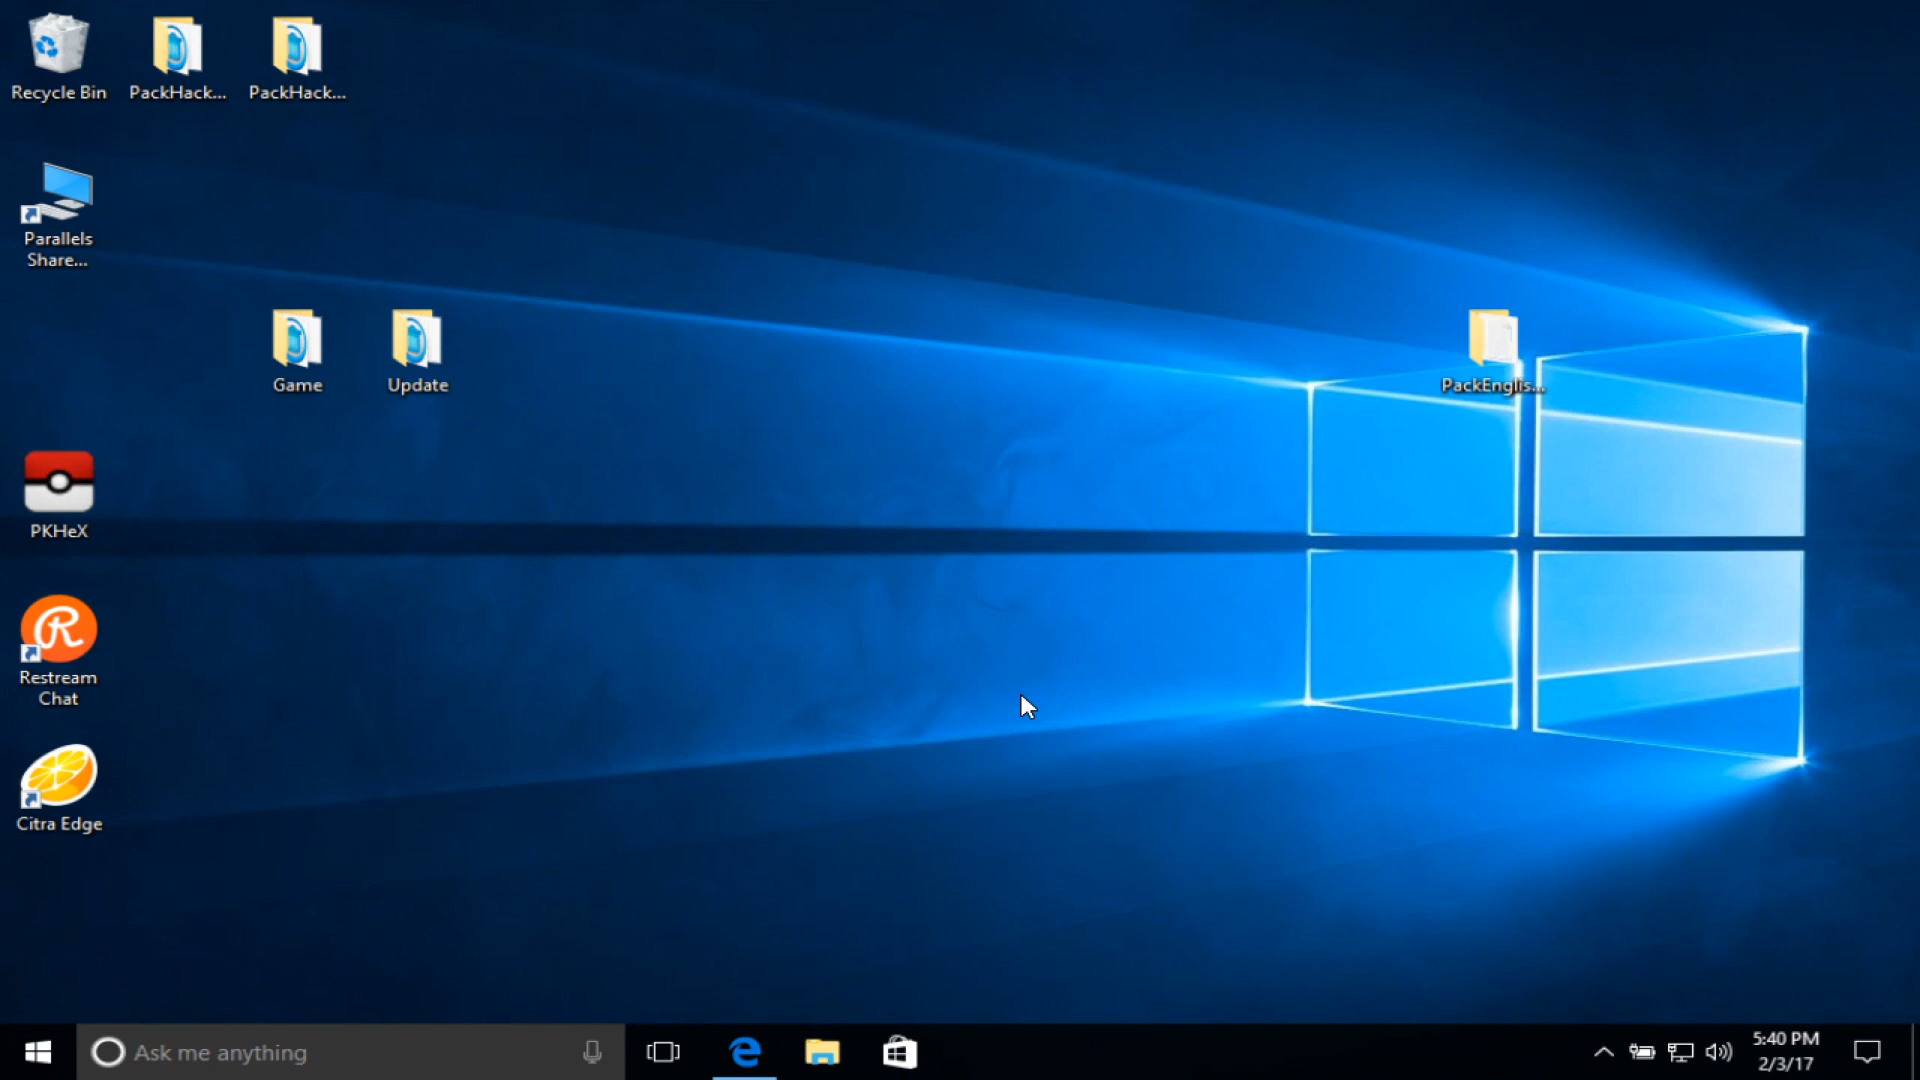 Recycle Bin
PackHack...
PackHack...
Parallels
Share...
Game
Update
PackEnglis...
PKHeX
Restream
Chat
Citra Edge
Ask me anything
5:40 PM
2/3/17